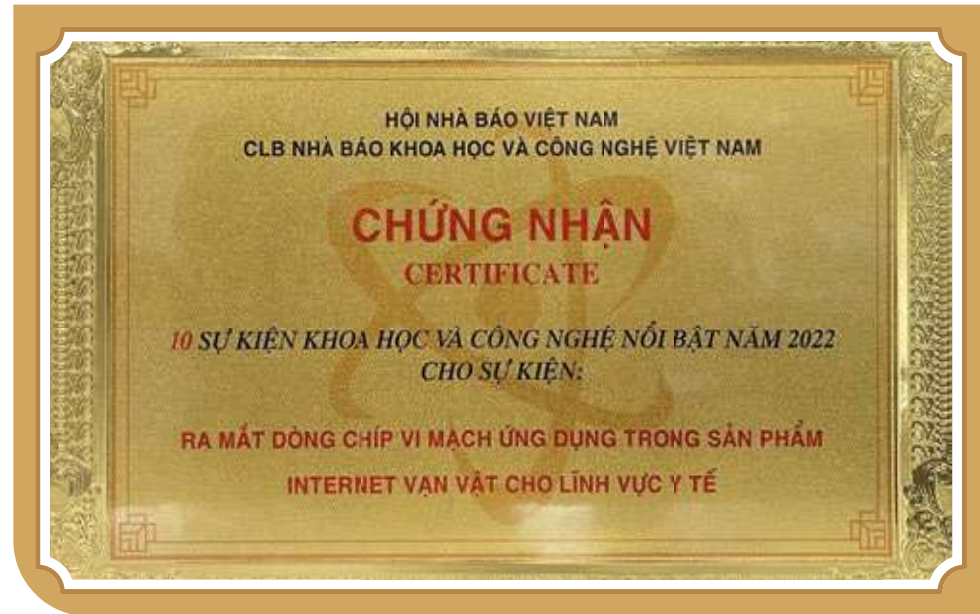 HỘI NHÀ BÁO VIỆT NAM
CLB NHÀ BÁO KHOA HỌC VÀ CÔNG NGHỆ VIỆT NAM
CHỨNG NHẬN
CERTIFICATE
10 SỰ KIỆN KHOA HỌC VÀ CÔNG NGHỆ NỔI BẬT NĂM 2022
CHO SỰ KIỆN:
RA MẮT DÒNG CHÍP VI MẠCH ỨNG DỤNG TRONG SẢN PHẨM
INTERNET VẠN VẬT CHO LĨNH VỰC Y TẾ